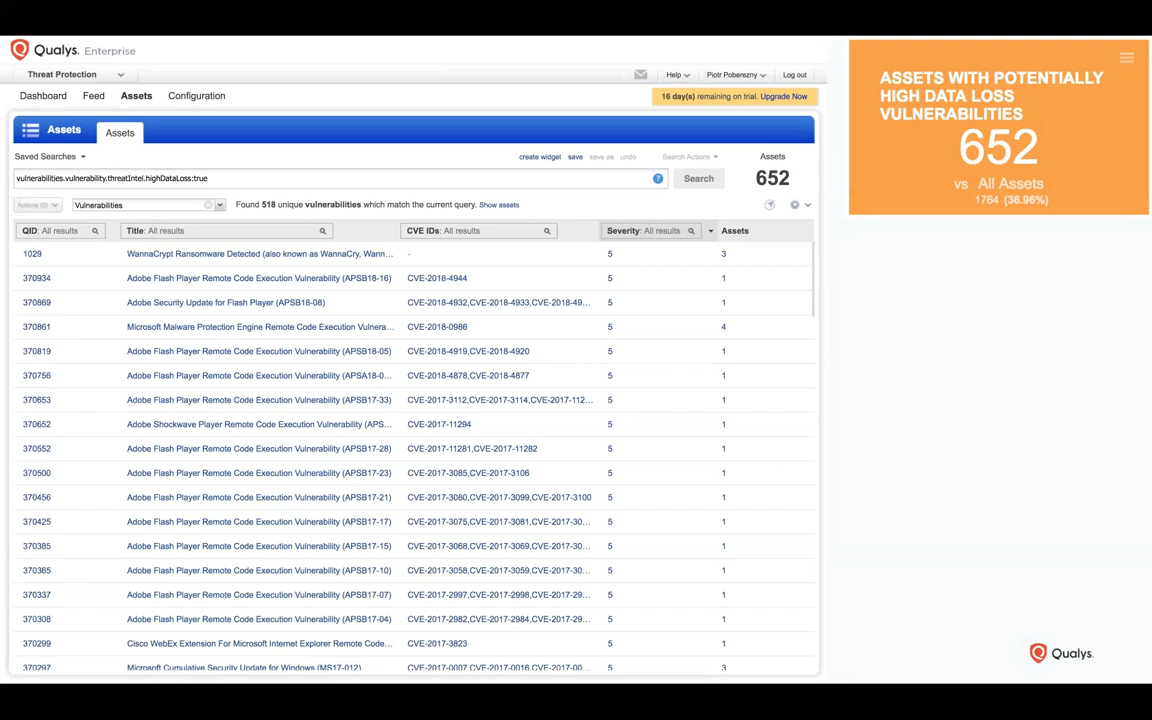 Qualys. Enterprise
Threat Protection
Help
Piotr Poberezny
Log out
Dashboard Feed Assets Configuration
16 day(s) remaining on trial. Upgrade Now
Assets
Assets
Saved Searches
create widget save save as undo
Search Actions
Assets
vulnerabilities.vulnerability.threatIntel.highDataLoss:true
?
Search
652
Actions (0)
Vulnerabilities
Found 518 unique vulnerabilities which match the current query. Show assets
QID: All results Title: All results CVE IDs: All results Severity: All results Assets
1029 WannaCrypt Ransomware Detected (also known as WannaCry, Wann... - 5 3
370934 Adobe Flash Player Remote Code Execution Vulnerability (APSB18-16) CVE-2018-4944 5 1
370869 Adobe Security Update for Flash Player (APSB18-08) CVE-2018-4932,CVE-2018-4933,CVE-2018-49... 5 1
370861 Microsoft Malware Protection Engine Remote Code Execution Vulnera... CVE-2018-0986 5 4
370819 Adobe Flash Player Remote Code Execution Vulnerability (APSB18-05) CVE-2018-4919,CVE-2018-4920 5 1
370756 Adobe Flash Player Remote Code Execution Vulnerability (APSA18-0... CVE-2018-4878,CVE-2018-4877 5 1
370653 Adobe Flash Player Remote Code Execution Vulnerability (APSB17-33) CVE-2017-3112,CVE-2017-3114,CVE-2017-112... 5 1
370652 Adobe Shockwave Player Remote Code Execution Vulnerability (APS... CVE-2017-11294 5 1
370552 Adobe Flash Player Remote Code Execution Vulnerability (APSB17-28) CVE-2017-11281,CVE-2017-11282 5 1
370500 Adobe Flash Player Remote Code Execution Vulnerability (APSB17-23) CVE-2017-3085,CVE-2017-3106 5 1
370456 Adobe Flash Player Remote Code Execution Vulnerability (APSB17-21) CVE-2017-3080,CVE-2017-3099,CVE-2017-3100 5 1
370425 Adobe Flash Player Remote Code Execution Vulnerability (APSB17-17) CVE-2017-3075,CVE-2017-3081,CVE-2017-30... 5 1
370385 Adobe Flash Player Remote Code Execution Vulnerability (APSB17-15) CVE-2017-3068,CVE-2017-3069,CVE-2017-30... 5 1
370365 Adobe Flash Player Remote Code Execution Vulnerability (APSB17-10) CVE-2017-3058,CVE-2017-3059,CVE-2017-30... 5 1
370337 Adobe Flash Player Remote Code Execution Vulnerability (APSB17-07) CVE-2017-2997,CVE-2017-2998,CVE-2017-29... 5 1
370308 Adobe Flash Player Remote Code Execution Vulnerability (APSB17-04) CVE-2017-2982,CVE-2017-2984,CVE-2017-29... 5 1
370299 Cisco WebEx Extension For Microsoft Internet Explorer Remote Code... CVE-2017-3823 5 1
370297 Microsoft Cumulative Security Update for Windows (MS17-012) CVE-2017-0007,CVE-2017-0016,CVE-2017-00... 5 3
ASSETS WITH POTENTIALLY
HIGH DATA LOSS
VULNERABILITIES
652
vs All Assets
1764 (36.96%)
Qualys.